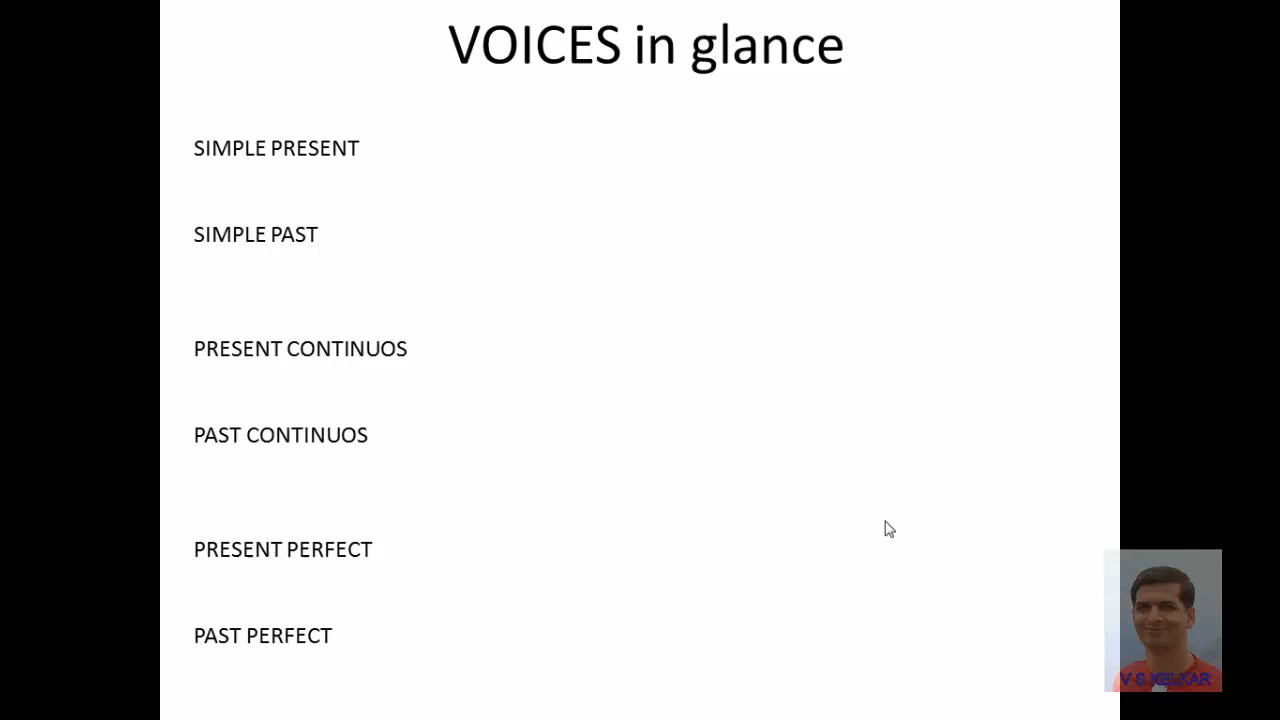 VOICES in glance
SIMPLE PRESENT
SIMPLE PAST
PRESENT CONTINUOS
PAST CONTINUOS
PRESENT PERFECT
PAST PERFECT
V S KELKAR